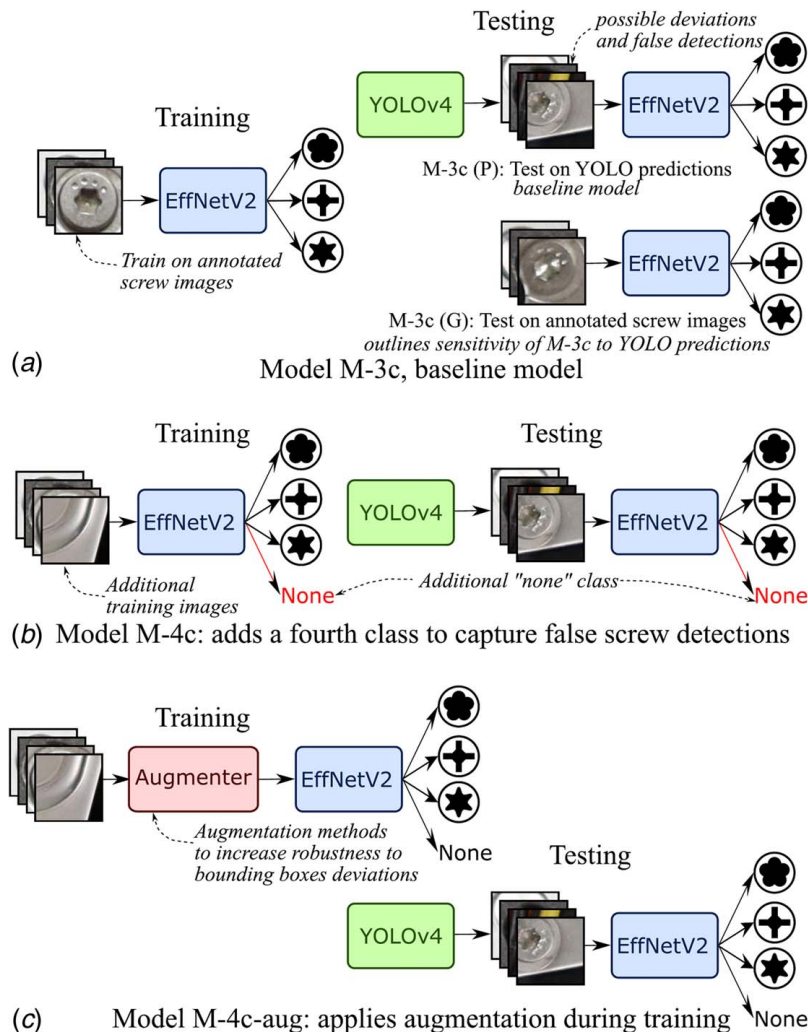 Training
EffNetV2
Train on annotated
screw images
Testing
possible deviations
and false detections
YOLOv4
EffNetV2
M-3c (P): Test on YOLO predictions
baseline model
EffNetV2
M-3c (G): Test on annotated screw images
outlines sensitivity of M-3c to YOLO predictions
(a)
Model M-3c, baseline model
Training
Testing
EffNetV2
YOLOv4
EffNetV2
Additional
training images
None
Additional "none" class
None
(b) Model M-4c: adds a fourth class to capture false screw detections
Training
Augmenter
EffNetV2
Augmentation methods
to increase robustness to
bounding boxes deviations
None
Testing
YOLOv4
EffNetV2
None
(c) Model M-4c-aug: applies augmentation during training